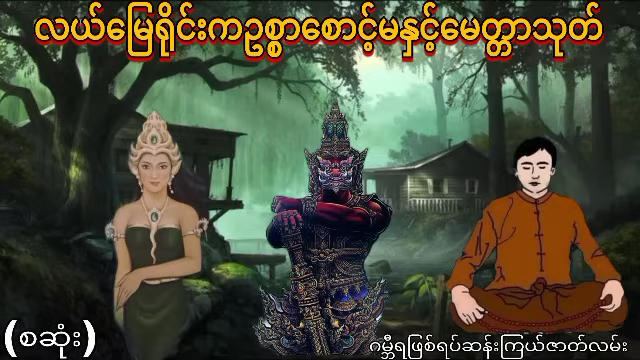 လယ်မြေရိုင်းကဥစ္စာစောင့်မနှင့်မေတ္တာသုတ်
(စဆုံး)
ဂမ္ဘီရဖြစ်ရပ်ဆန်းကြယ်ဇာတ်လမ်း